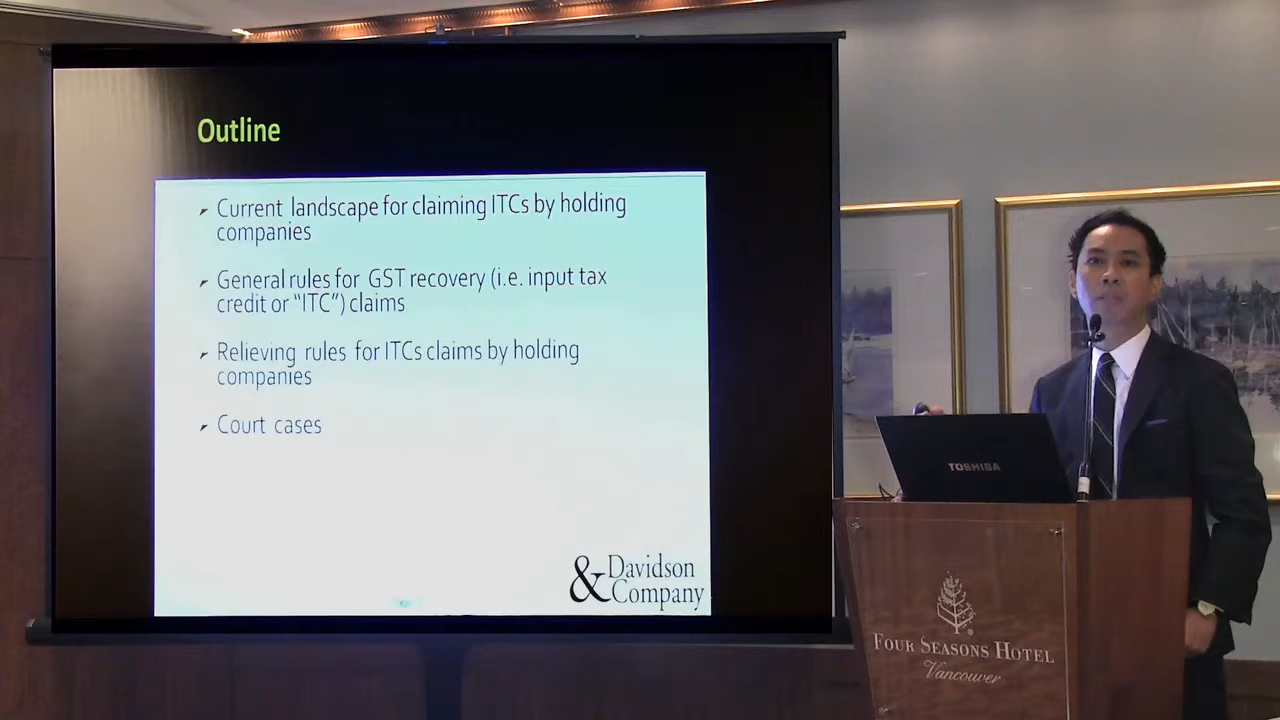 Outline
Current landscape for claiming ITCs by holding
companies
General rules for GST recovery (i.e. input tax
credit or “ITC”) claims
Relieving rules for ITCs claims by holding
companies
Court cases
& Davidson
Company
TOSHIBA
FOUR SEASONS HOTEL
Vancouver